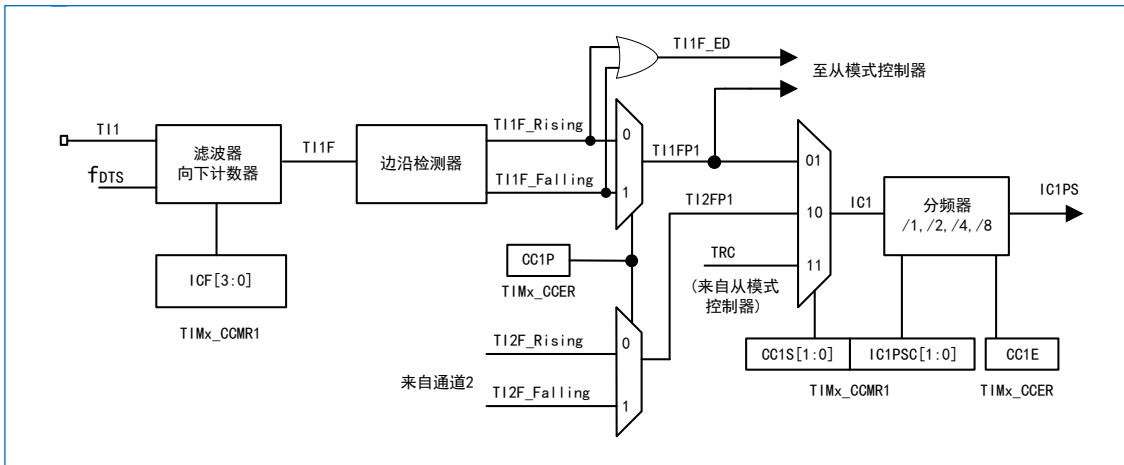 TI1F_ED
至从模式控制器
TI1
fDTS
滤波器
向下计数器
TI1F
边沿检测器
TI1F_Rising
TI1F_Falling
0
1
TI1FP1
TI2FP1
TRC
(来自从模式
控制器)
01
10
11
IC1
分频器
/1,/2,/4,/8
IC1PS
ICF[3:0]
TIMx_CCMR1
CC1P
TIMx_CCER
来自通道2
TI2F_Rising
TI2F_Falling
0
1
CC1S[1:0]
IC1PSC[1:0]
CC1E
TIMx_CCMR1
TIMx_CCER